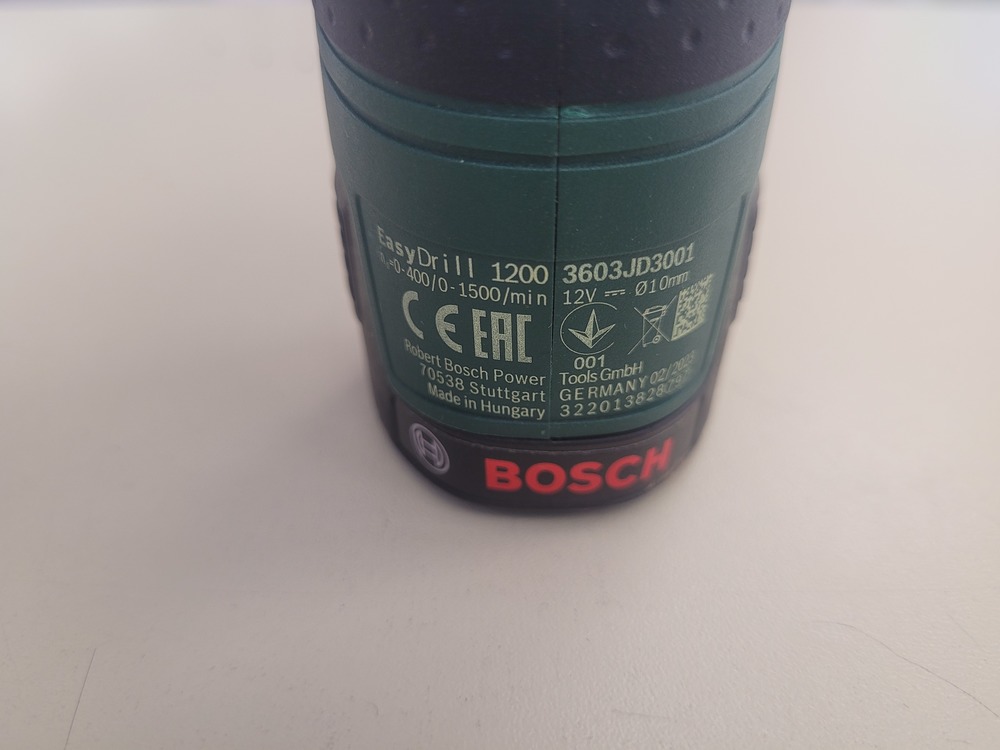 EasyDrill 1200 3603JD3001
n₀=0-400/0-1500/min 12V ⎓ Ø10mm
CE EAC
001
Robert Bosch Power Tools GmbH
70538 Stuttgart GERMANY 02/2023
Made in Hungary
BOSCH